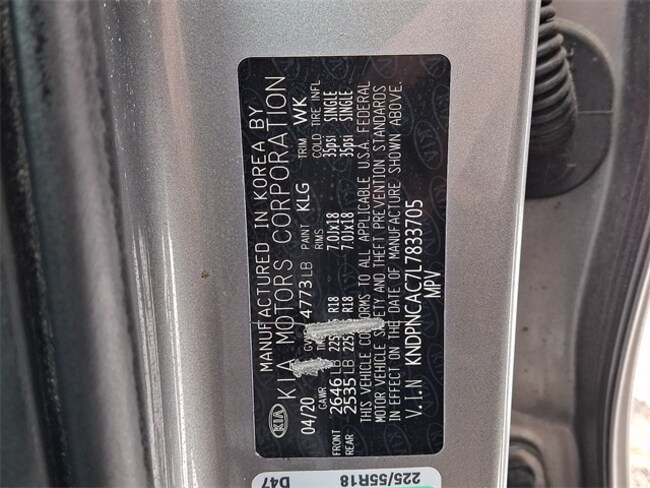 MANUFACTURED IN KOREA BY
KIA MOTORS CORPORATION
04/20 4773 LB PAINT KLG TRIM WK
GAWR RIMS COLD TIRE INFL
FRONT 2646 LB R18 7.0Jx18 35psi SINGLE
REAR 2535 LB R18 7.0Jx18 35psi SINGLE
THIS VEHICLE CONFORMS TO ALL APPLICABLE U.S.A. FEDERAL
MOTOR VEHICLE SAFETY AND THEFT PREVENTION STANDARDS
IN EFFECT ON THE DATE OF MANUFACTURE SHOWN ABOVE.
V.I.N KNDPNCAC7L7833705
MPV
225/55R18
D47